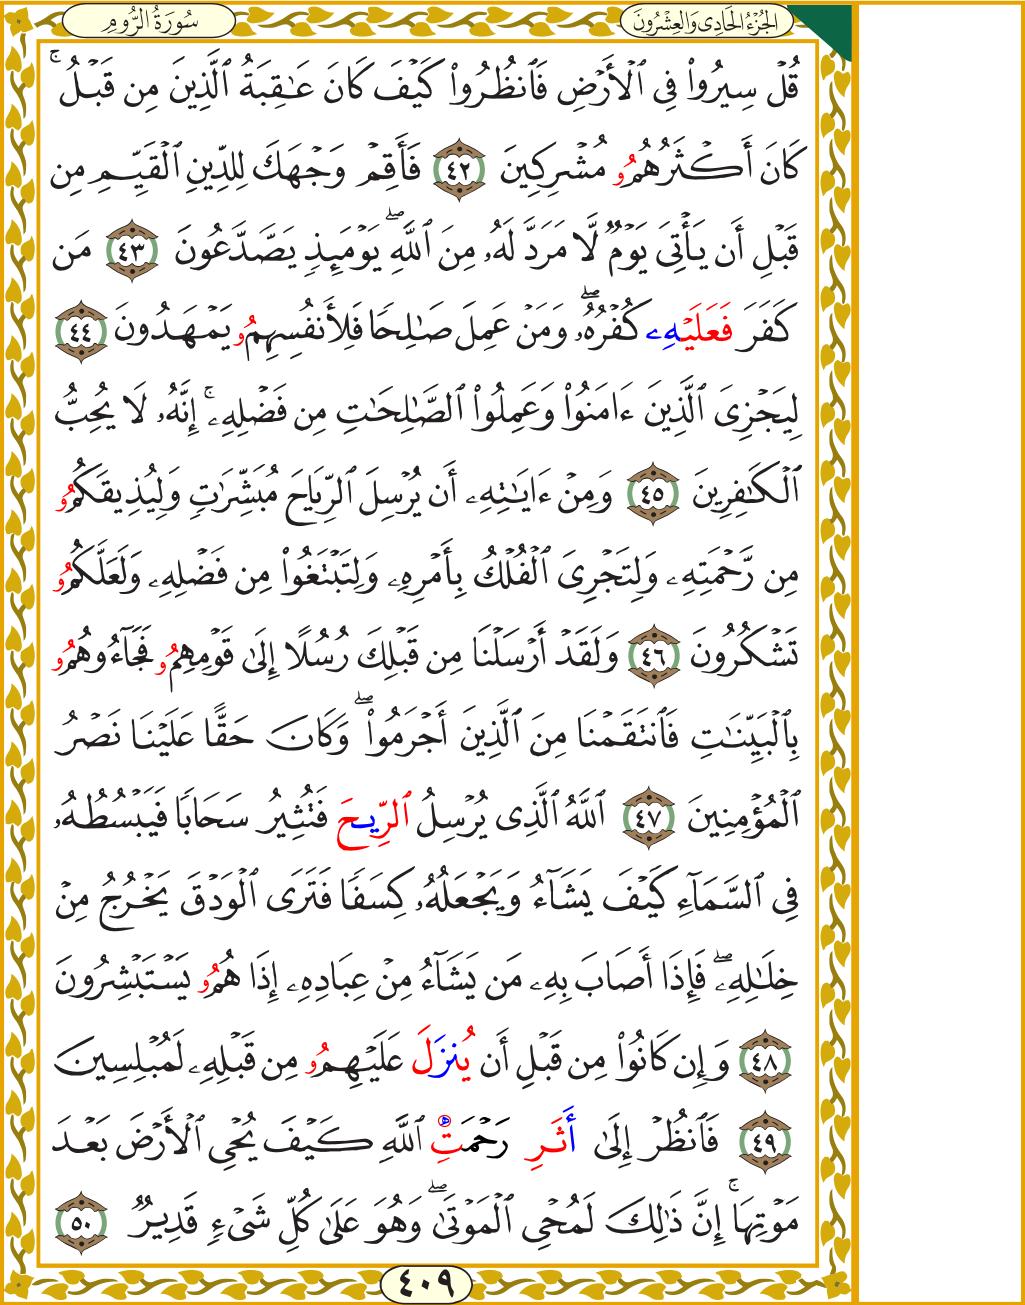 سُورَةُ الرُّومِ
الجُزْءُ الحَادِى وَالعِشْرُونَ
قُلْ سِيرُوا۟ فِى ٱلْأَرْضِ فَٱنظُرُوا۟ كَيْفَ كَانَ عَـٰقِبَةُ ٱلَّذِينَ مِن قَبْلُ ۚ
كَانَ أَكْثَرُهُمُۥ مُشْرِكِينَ ٤٢ فَأَقِمْ وَجْهَكَ لِلدِّينِ ٱلْقَيِّمِ مِن
قَبْلِ أَن يَأْتِىَ يَوْمٌ لَّا مَرَدَّ لَهُۥ مِنَ ٱللَّهِ ۖ يَوْمَئِذٍ يَصَّدَّعُونَ ٤٣ مَن
كَفَرَ فَعَلَيْهِۦ كُفْرُهُۥ ۖ وَمَنْ عَمِلَ صَـٰلِحًا فَلِأَنفُسِهِمُۥ يَمْهَدُونَ ٤٤
لِيَجْزِىَ ٱلَّذِينَ ءَامَنُوا۟ وَعَمِلُوا۟ ٱلصَّـٰلِحَـٰتِ مِن فَضْلِهِۦٓ ۚ إِنَّهُۥ لَا يُحِبُّ
ٱلْكَـٰفِرِينَ ٤٥ وَمِنْ ءَايَـٰتِهِۦ أَن يُرْسِلَ ٱلرِّيَاحَ مُبَشِّرَٰتٍ وَلِيُذِيقَكُمُۥ
مِن رَّحْمَتِهِۦ وَلِتَجْرِىَ ٱلْفُلْكُ بِأَمْرِهِۦ وَلِتَبْتَغُوا۟ مِن فَضْلِهِۦ وَلَعَلَّكُمُۥ
تَشْكُرُونَ ٤٦ وَلَقَدْ أَرْسَلْنَا مِن قَبْلِكَ رُسُلًا إِلَىٰ قَوْمِهِمُۥ فَجَآءُوهُمُۥ
بِٱلْبَيِّنَـٰتِ فَٱنتَقَمْنَا مِنَ ٱلَّذِينَ أَجْرَمُوا۟ ۖ وَكَانَ حَقًّا عَلَيْنَا نَصْرُ
ٱلْمُؤْمِنِينَ ٤٧ ٱللَّهُ ٱلَّذِى يُرْسِلُ ٱلرِّيحَ فَتُثِيرُ سَحَابًا فَيَبْسُطُهُۥ
فِى ٱلسَّمَآءِ كَيْفَ يَشَآءُ وَيَجْعَلُهُۥ كِسَفًا فَتَرَى ٱلْوَدْقَ يَخْرُجُ مِنْ
خِلَـٰلِهِۦ ۖ فَإِذَا أَصَابَ بِهِۦ مَن يَشَآءُ مِنْ عِبَادِهِۦ إِذَا هُمُۥ يَسْتَبْشِرُونَ
٤٨ وَإِن كَانُوا۟ مِن قَبْلِ أَن يُنزَلَ عَلَيْهِمُۥ مِن قَبْلِهِۦ لَمُبْلِسِينَ
٤٩ فَٱنظُرْ إِلَىٰ أَثَرِ رَحْمَتِ ٱللَّهِ كَيْفَ يُحْىِ ٱلْأَرْضَ بَعْدَ
مَوْتِهَا ۚ إِنَّ ذَٰلِكَ لَمُحْىِ ٱلْمَوْتَىٰ ۖ وَهُوَ عَلَىٰ كُلِّ شَىْءٍ قَدِيرٌ ٥٠
٤٠٩